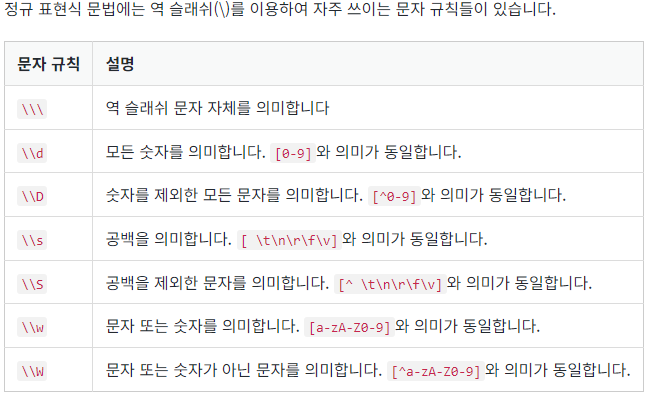 정규 표현식 문법에는 역 슬래쉬(\)를 이용하여 자주 쓰이는 문자 규칙들이 있습니다.
문자 규칙 설명
\\\ 역 슬래쉬 문자 자체를 의미합니다
\\d 모든 숫자를 의미합니다. [0-9] 와 의미가 동일합니다.
\\D 숫자를 제외한 모든 문자를 의미합니다. [^0-9] 와 의미가 동일합니다.
\\s 공백을 의미합니다. [ \t\n\r\f\v] 와 의미가 동일합니다.
\\S 공백을 제외한 문자를 의미합니다. [^ \t\n\r\f\v] 와 의미가 동일합니다.
\\w 문자 또는 숫자를 의미합니다. [a-zA-Z0-9] 와 의미가 동일합니다.
\\W 문자 또는 숫자가 아닌 문자를 의미합니다. [^a-zA-Z0-9] 와 의미가 동일합니다.